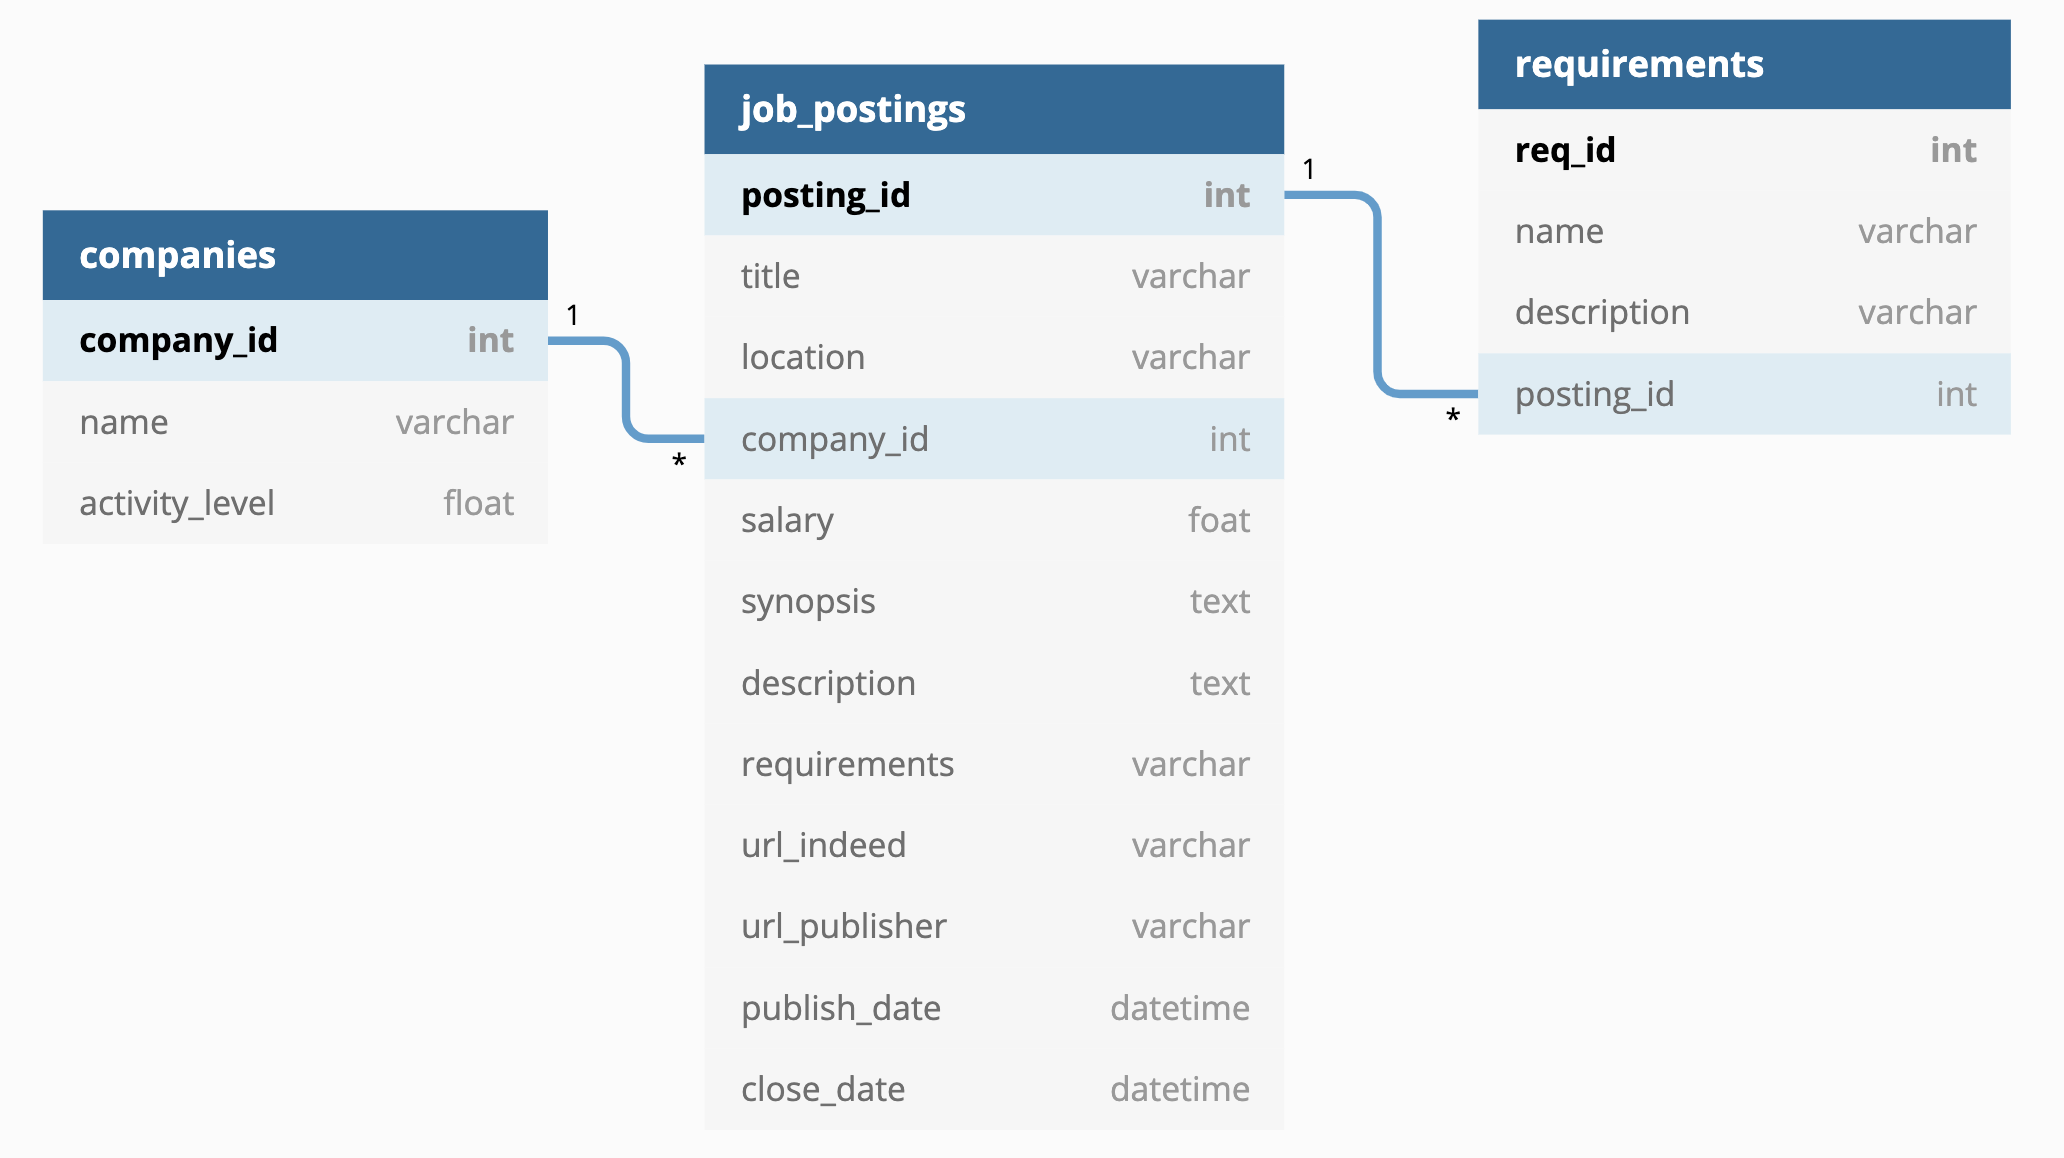 companies
company_id int
name varchar
activity_level float
1
*
job_postings
posting_id int
title varchar
location varchar
company_id int
salary foat
synopsis text
description text
requirements varchar
url_indeed varchar
url_publisher varchar
publish_date datetime
close_date datetime
1
*
requirements
req_id int
name varchar
description varchar
posting_id int